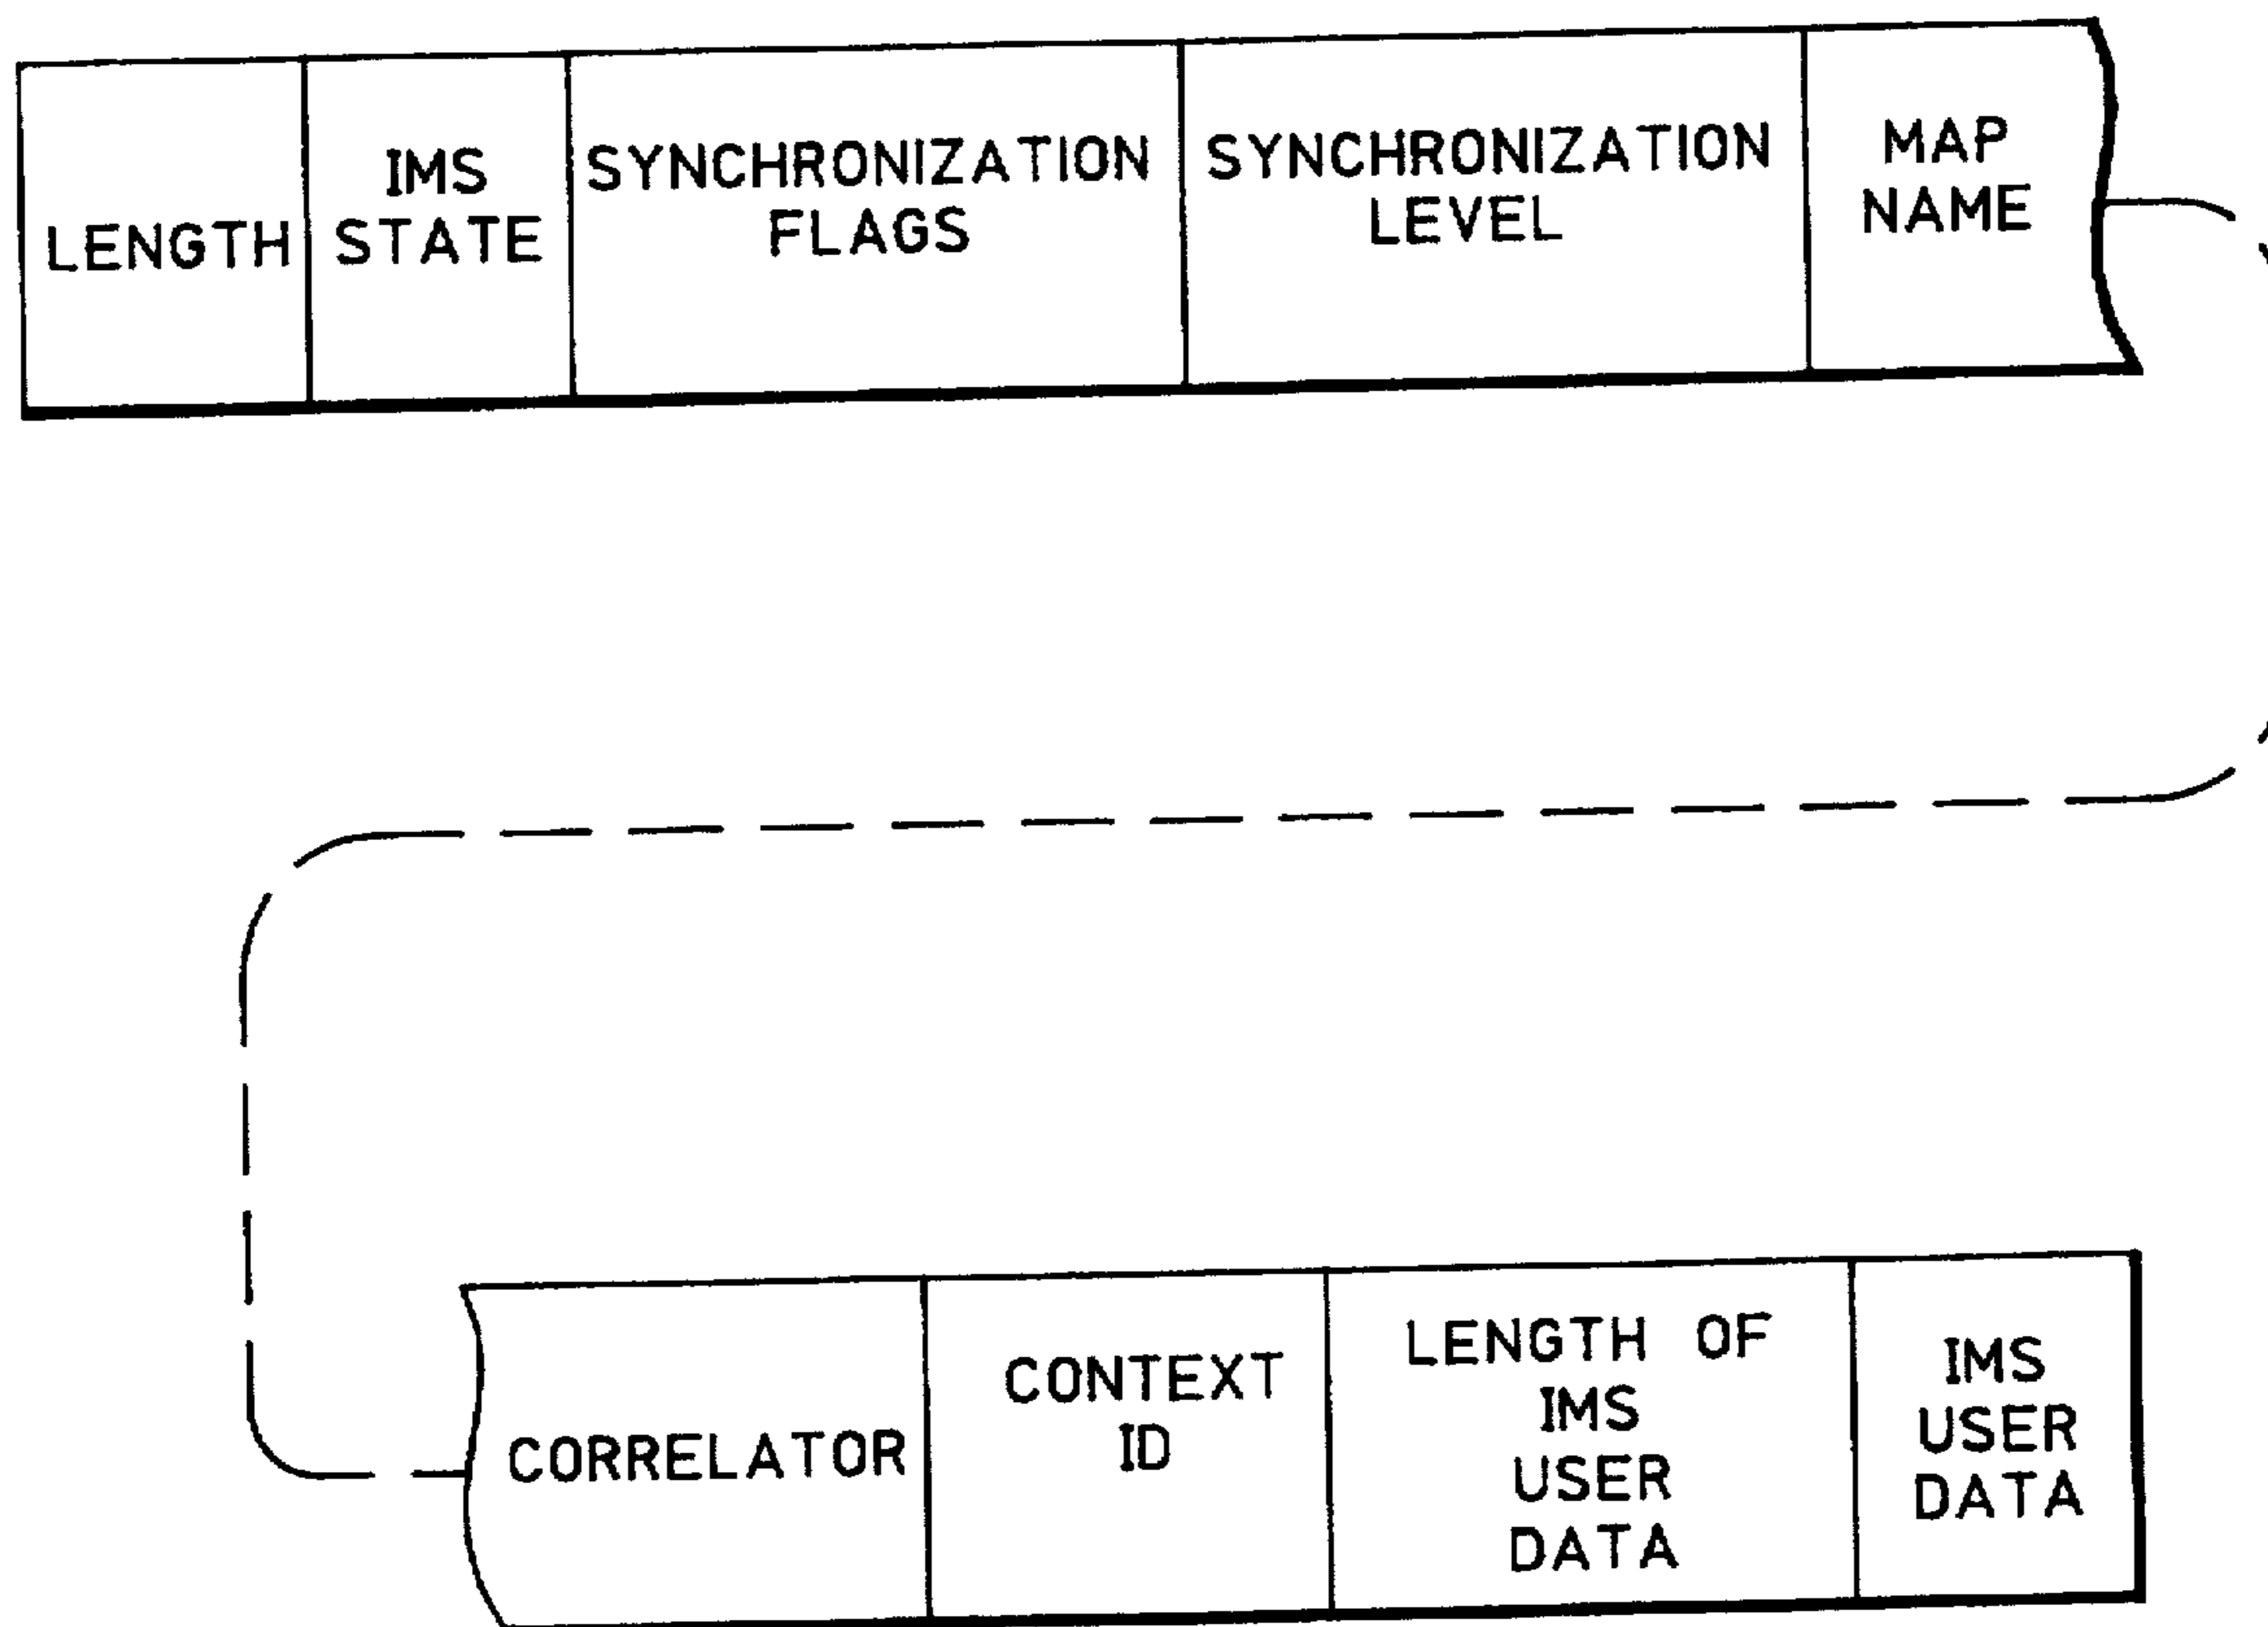 LENGTH
IMS
STATE
SYNCHRONIZATION
FLAGS
SYNCHRONIZATION
LEVEL
MAP
NAME
CORRELATOR
CONTEXT
ID
LENGTH OF
IMS
USER
DATA
IMS
USER
DATA